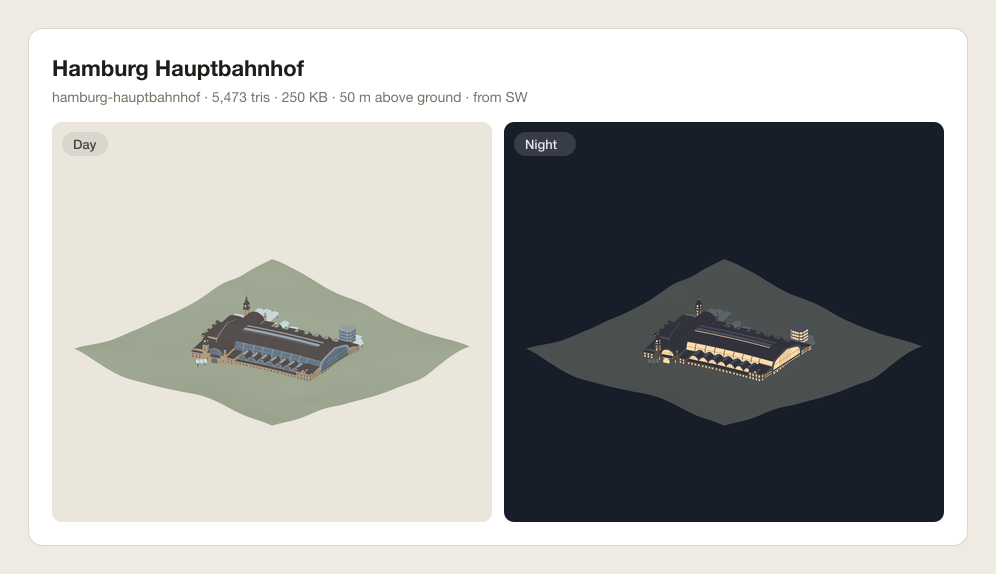 Hamburg Hauptbahnhof
hamburg-hauptbahnhof · 5,473 tris · 250 KB · 50 m above ground · from SW
Day
Night